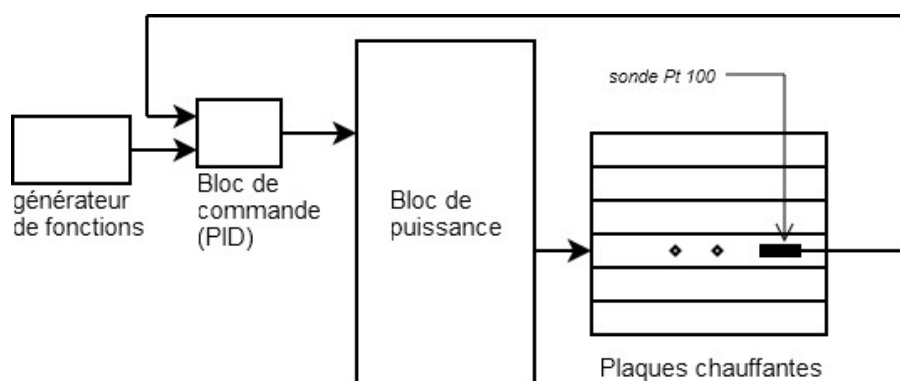 sonde Pt 100
générateur
de fonctions
Bloc de
commande
(PID)
Bloc de
puissance
Plaques chauffantes